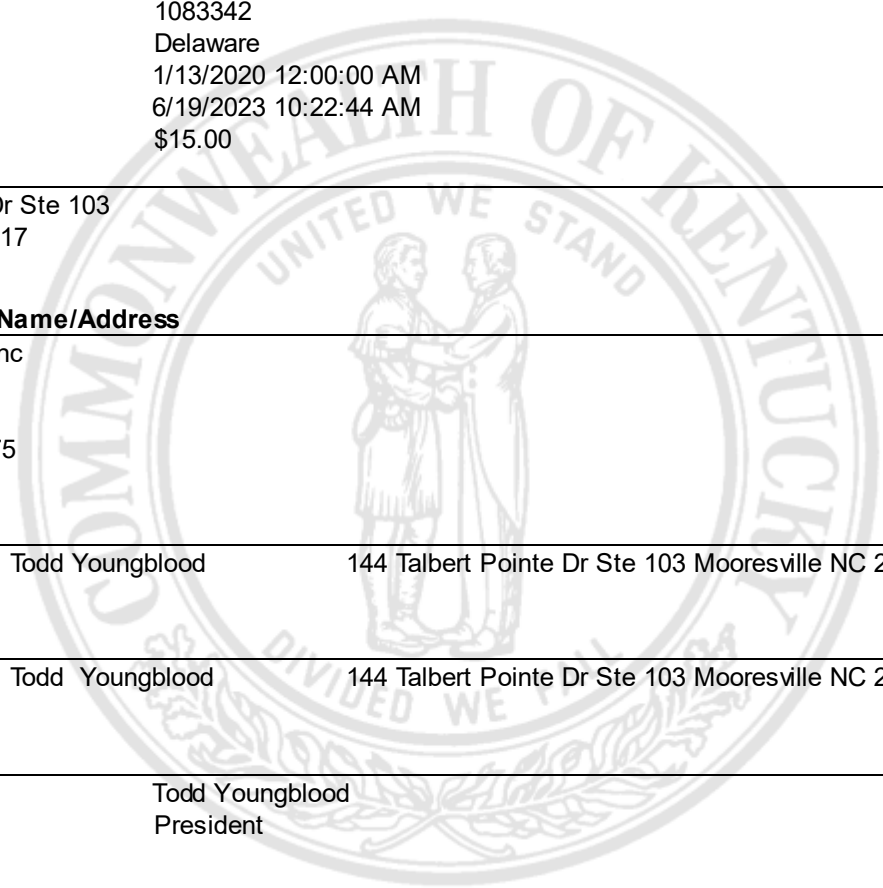 1083342
Delaware
1/13/2020 12:00:00 AM
6/19/2023 10:22:44 AM
$15.00
Dr Ste 103
17
Name/Address
nc
75
Todd Youngblood 144 Talbert Pointe Dr Ste 103 Mooresville NC 2
Todd Youngblood 144 Talbert Pointe Dr Ste 103 Mooresville NC 2
Todd Youngblood
President
COMMONWEALTH OF KENTUCKY
UNITED WE STAND
DIVIDED WE FALL